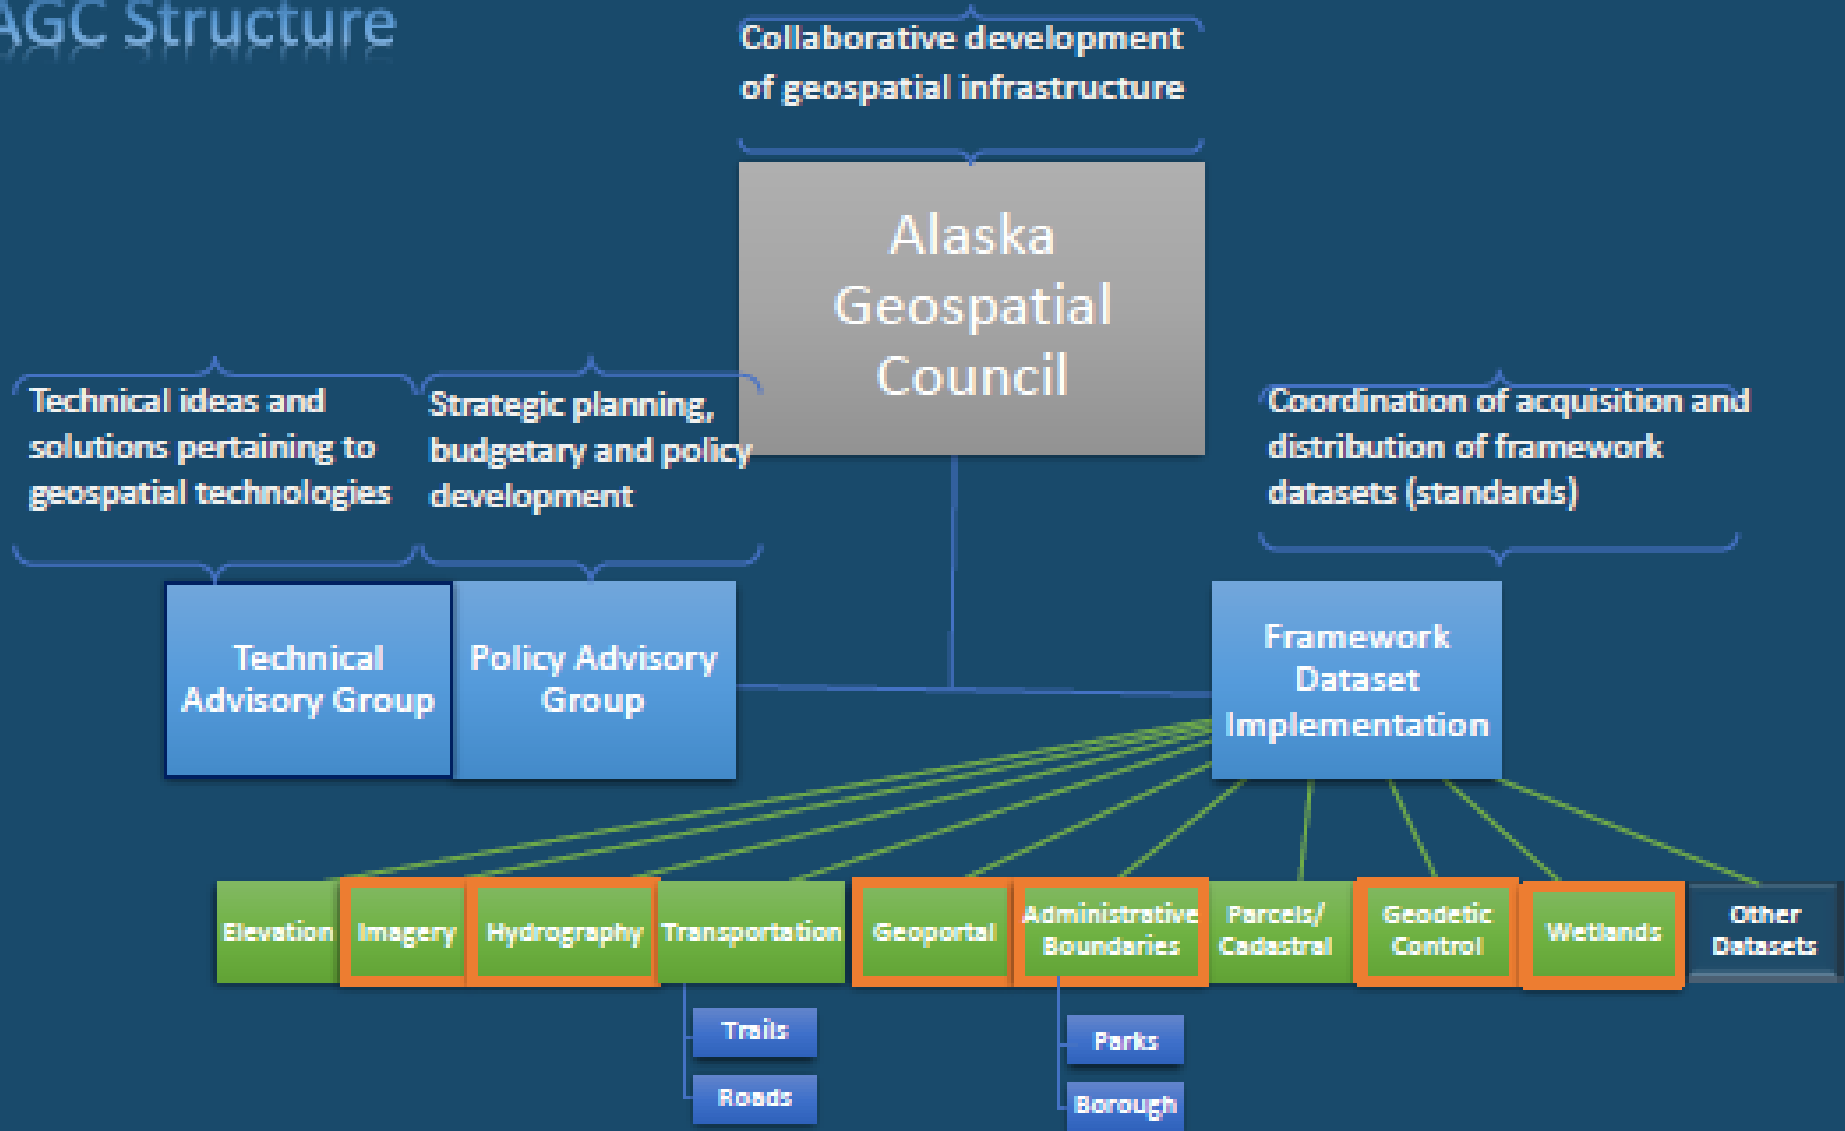 AGC Structure
Collaborative development
of geospatial infrastructure
Alaska
Geospatial
Council
Technical ideas and
solutions pertaining to
geospatial technologies
Strategic planning,
budgetary and policy
development
Coordination of acquisition and
distribution of framework
datasets (standards)
Technical
Advisory Group
Policy Advisory
Group
Framework
Dataset
Implementation
Elevation
Imagery
Hydrography
Transportation
Geoportal
Administrative
Boundaries
Parcels/
Cadastral
Geodetic
Control
Wetlands
Other
Datasets
Trails
Roads
Parks
Borough